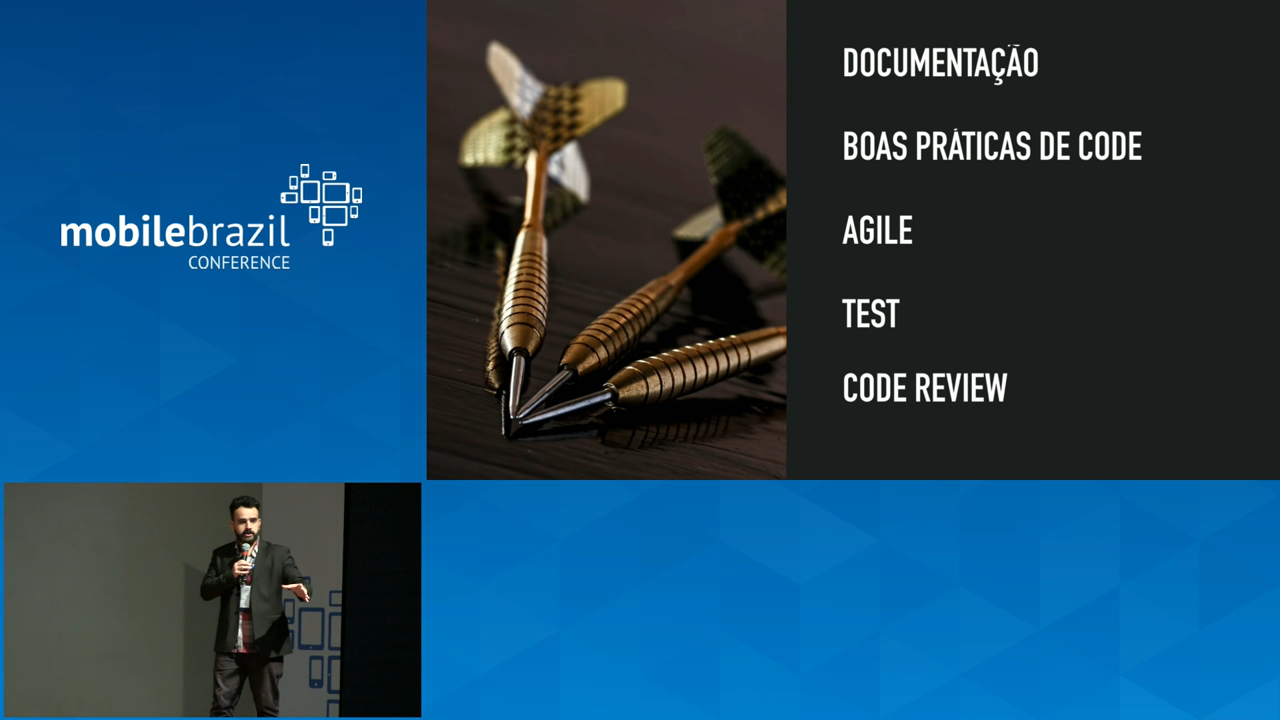 mobilebrazil
CONFERENCE
DOCUMENTAÇÃO
BOAS PRÁTICAS DE CODE
AGILE
TEST
CODE REVIEW